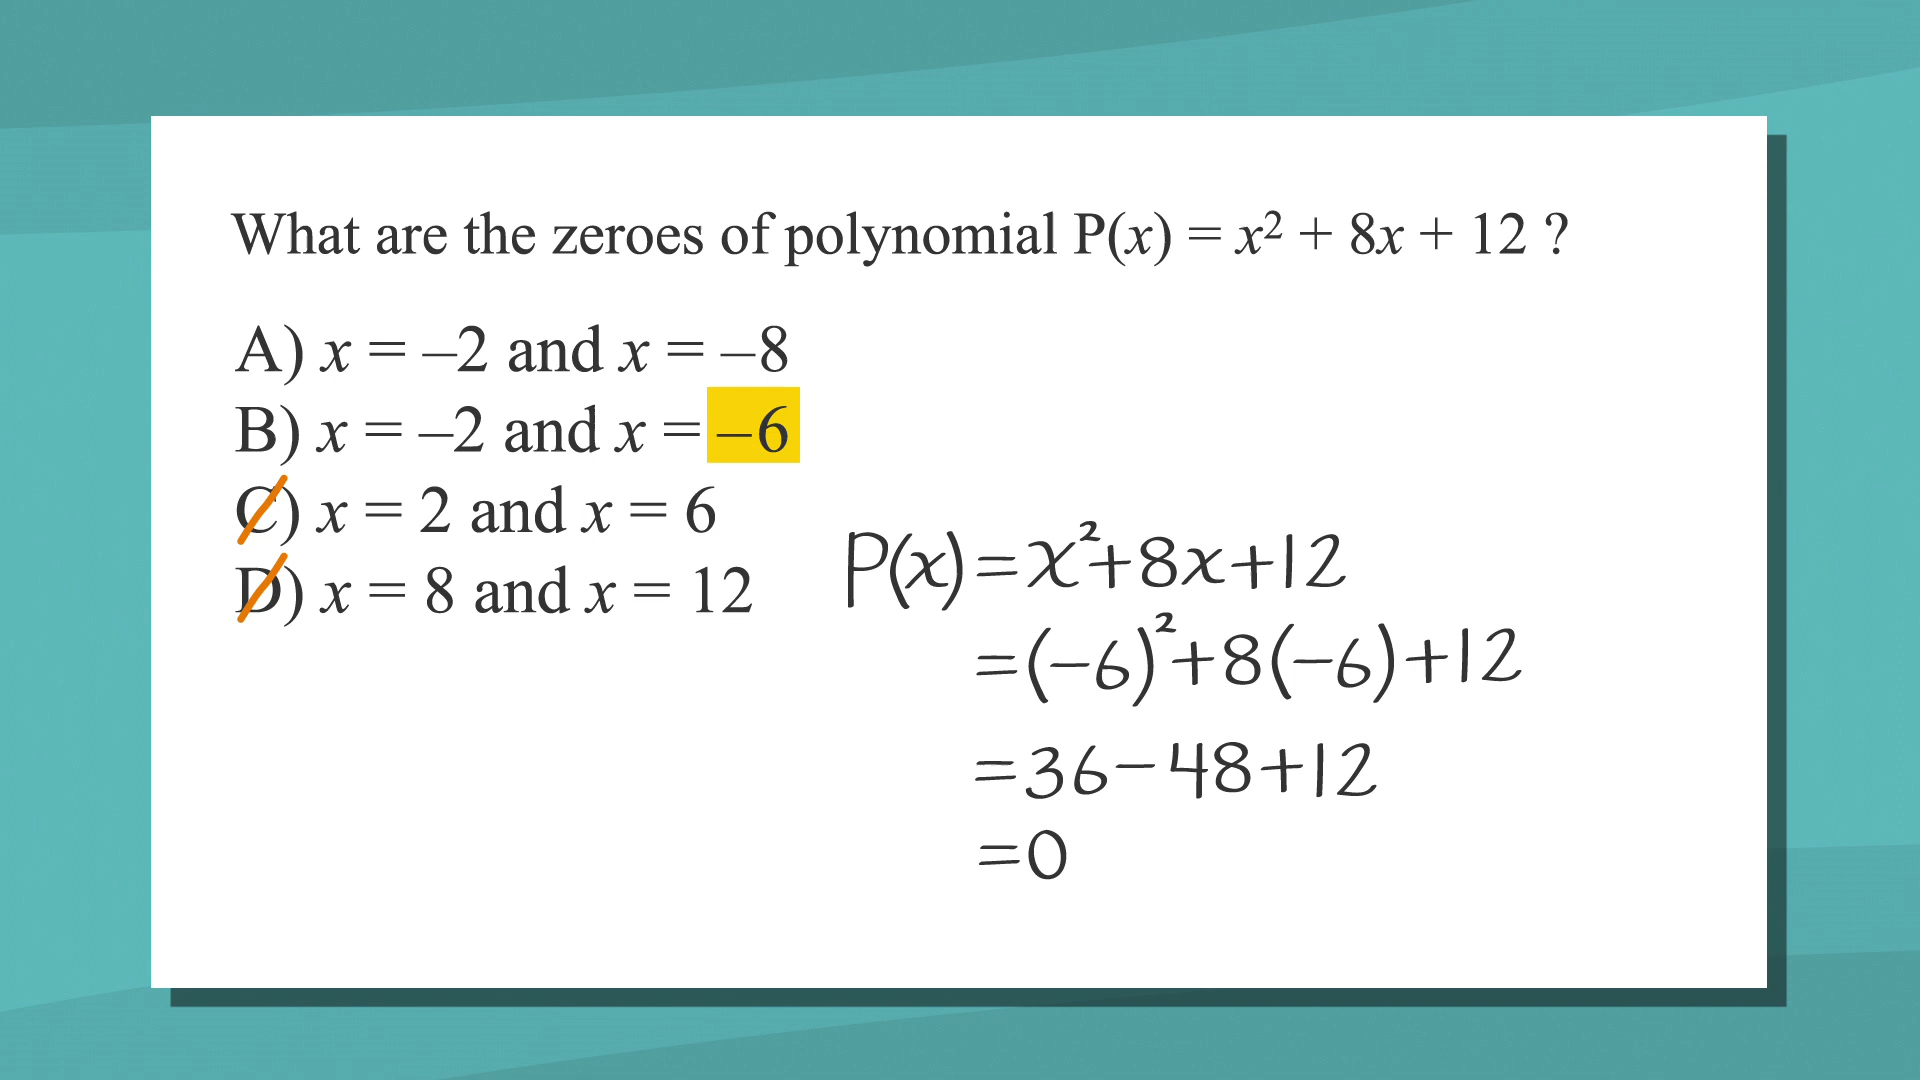 What are the zeroes of polynomial P(x) = x² + 8x + 12 ?
A) x = –2 and x = –8
B) x = –2 and x = –6
C) x = 2 and x = 6
D) x = 8 and x = 12
P(x)=x²+8x+12
=(-6)²+8(-6)+12
=36-48+12
=0